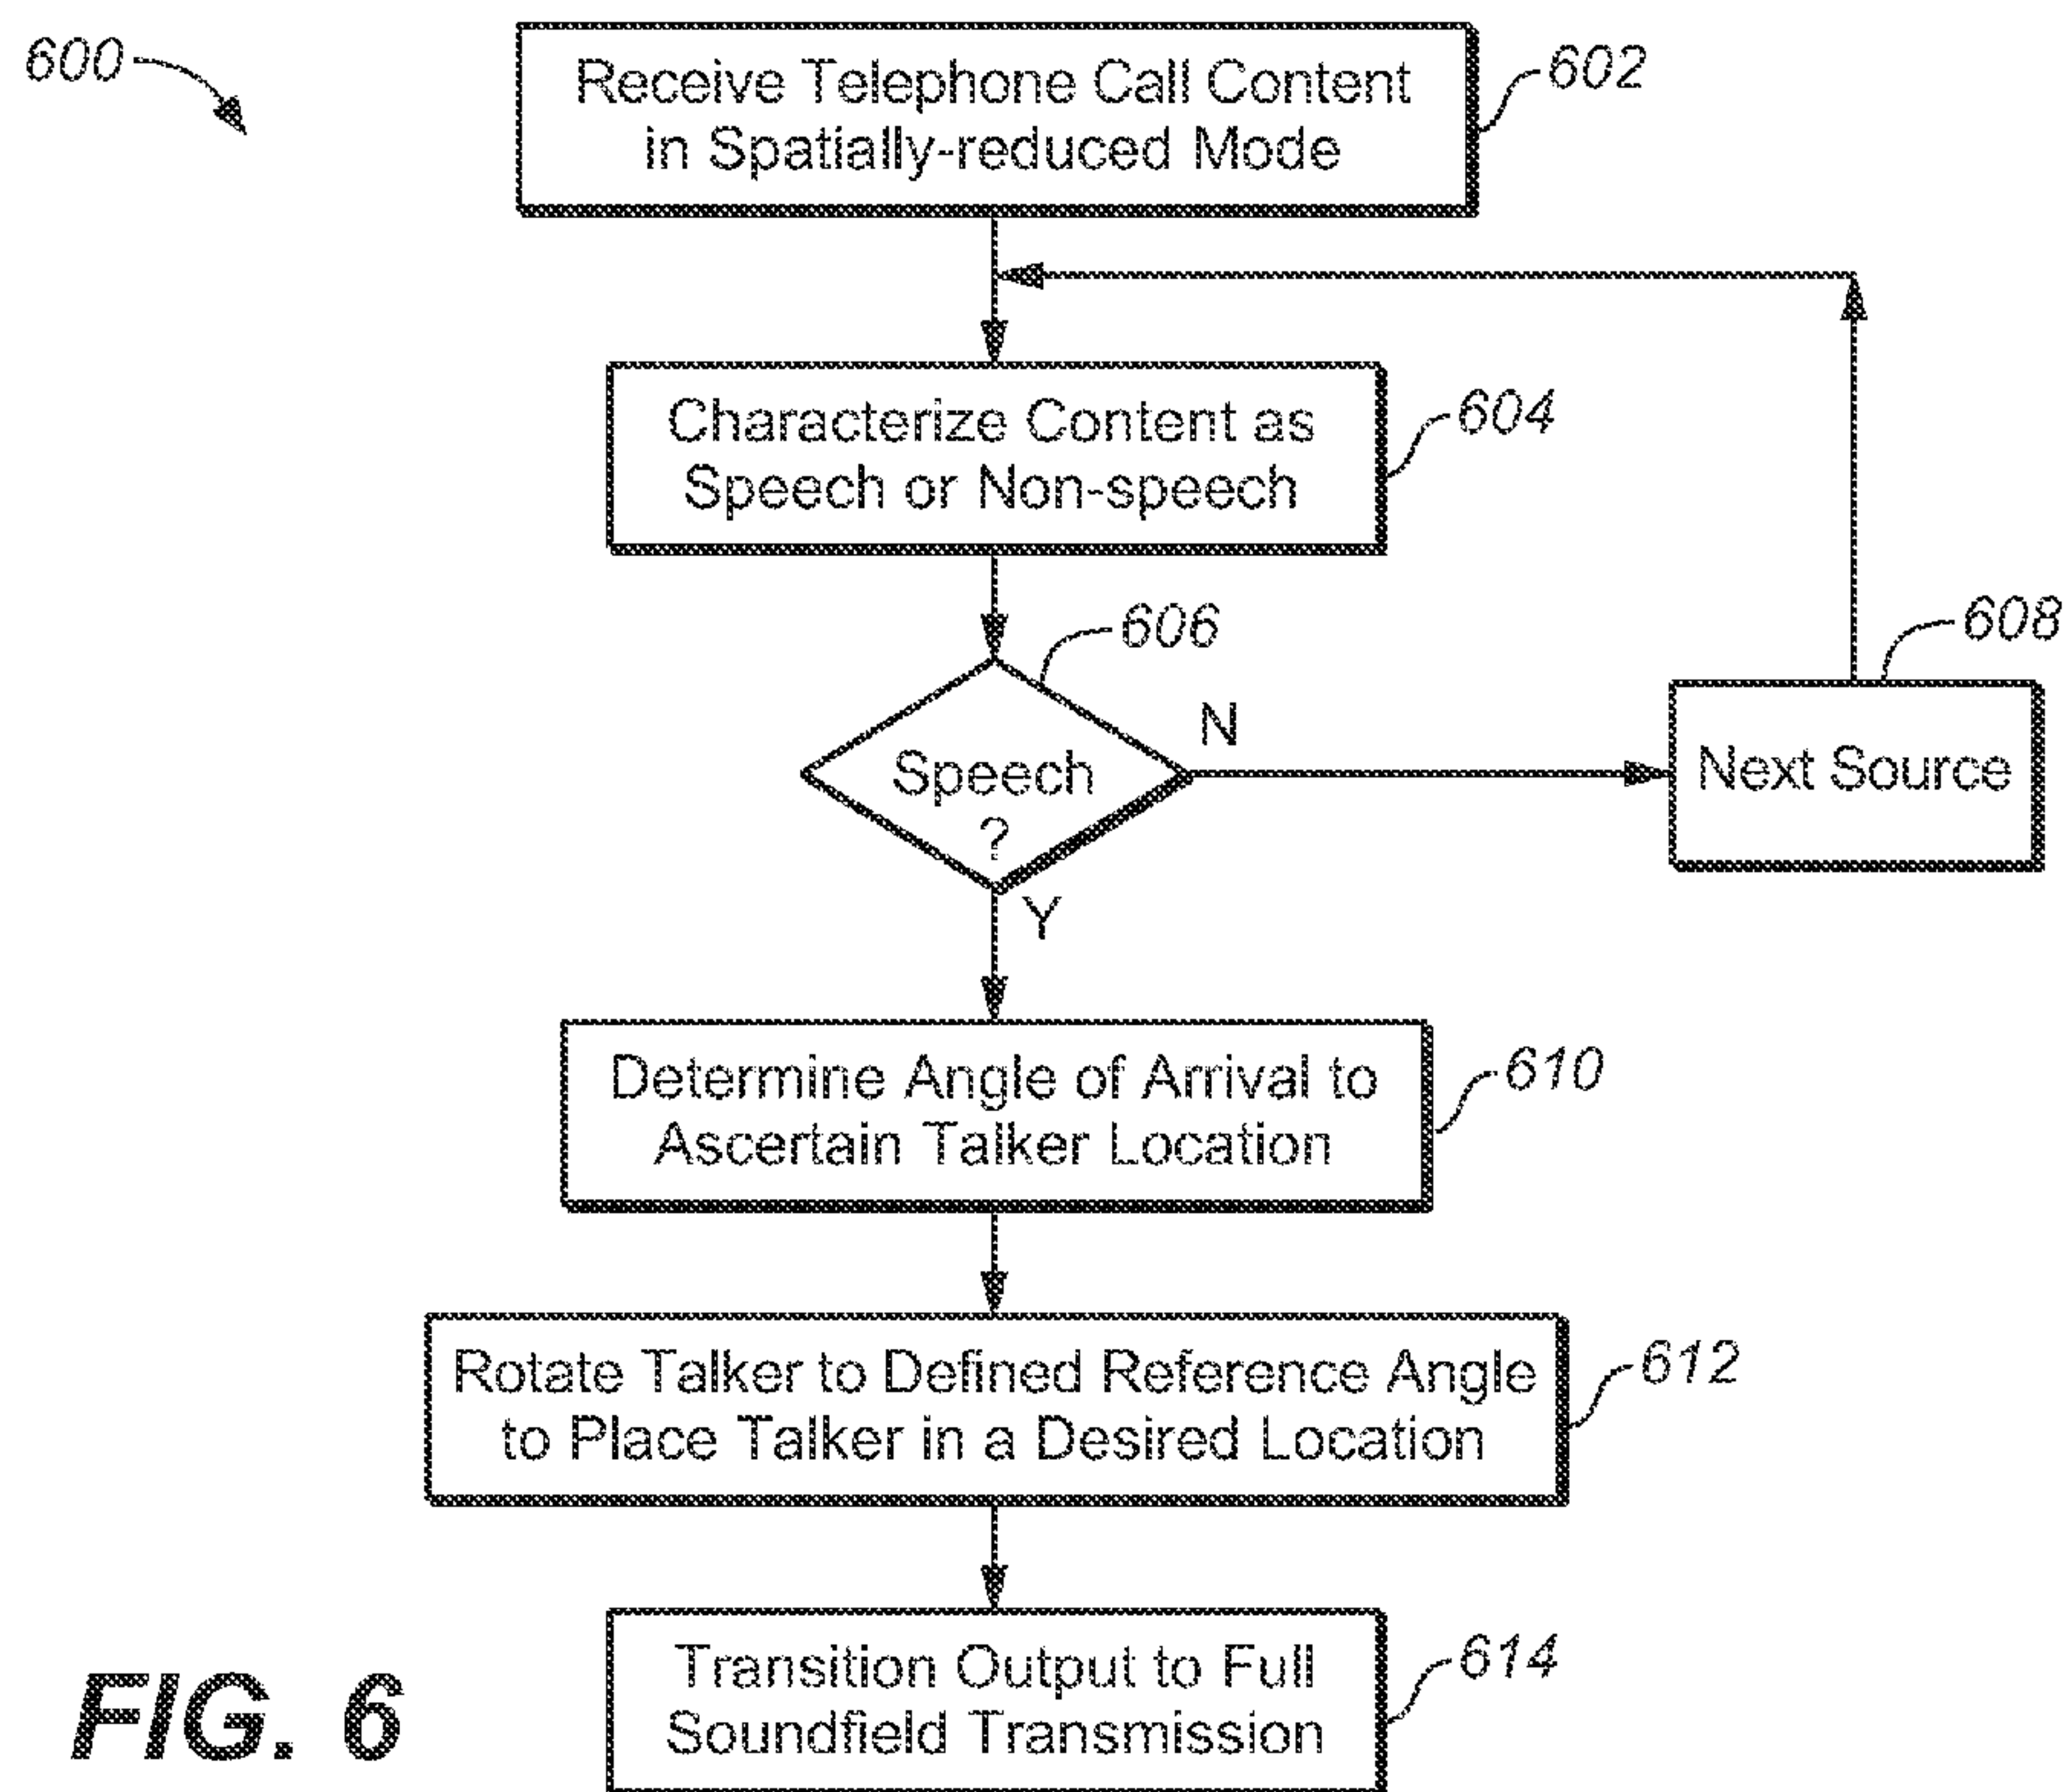 600
Receive Telephone Call Content
in Spatially-reduced Mode
602
Characterize Content as
Speech or Non-speech
604
606
Speech
?
N
Y
608
Next Source
Determine Angle of Arrival to
Ascertain Talker Location
610
Rotate Talker to Defined Reference Angle
to Place Talker in a Desired Location
612
Transition Output to Full
Soundfield Transmission
614
FIG. 6